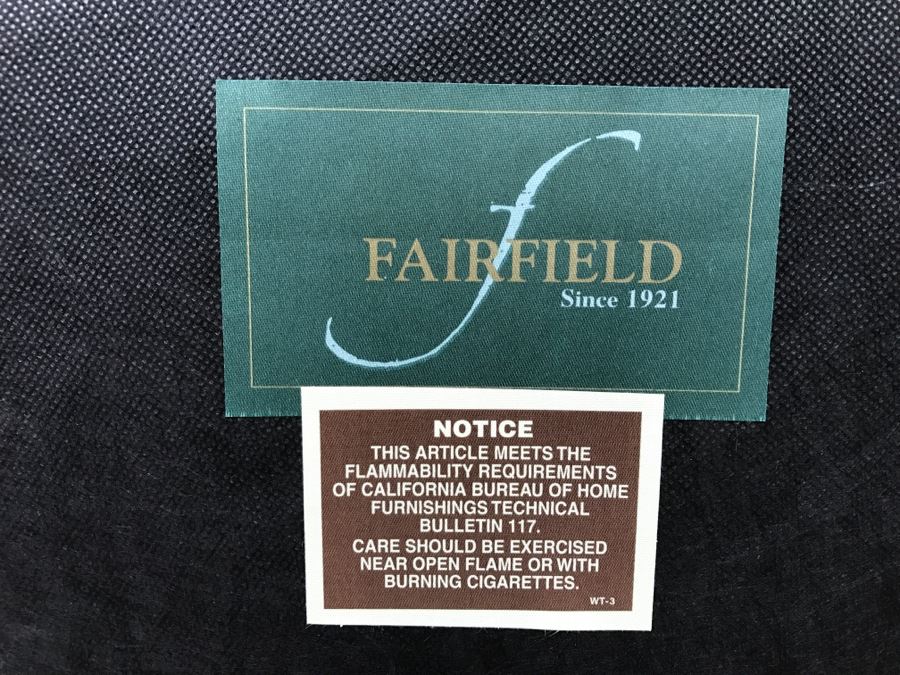 f
FAIRFIELD
Since 1921
NOTICE
THIS ARTICLE MEETS THE
FLAMMABILITY REQUIREMENTS
OF CALIFORNIA BUREAU OF HOME
FURNISHINGS TECHNICAL
BULLETIN 117.
CARE SHOULD BE EXERCISED
NEAR OPEN FLAME OR WITH
BURNING CIGARETTES.
WT-3